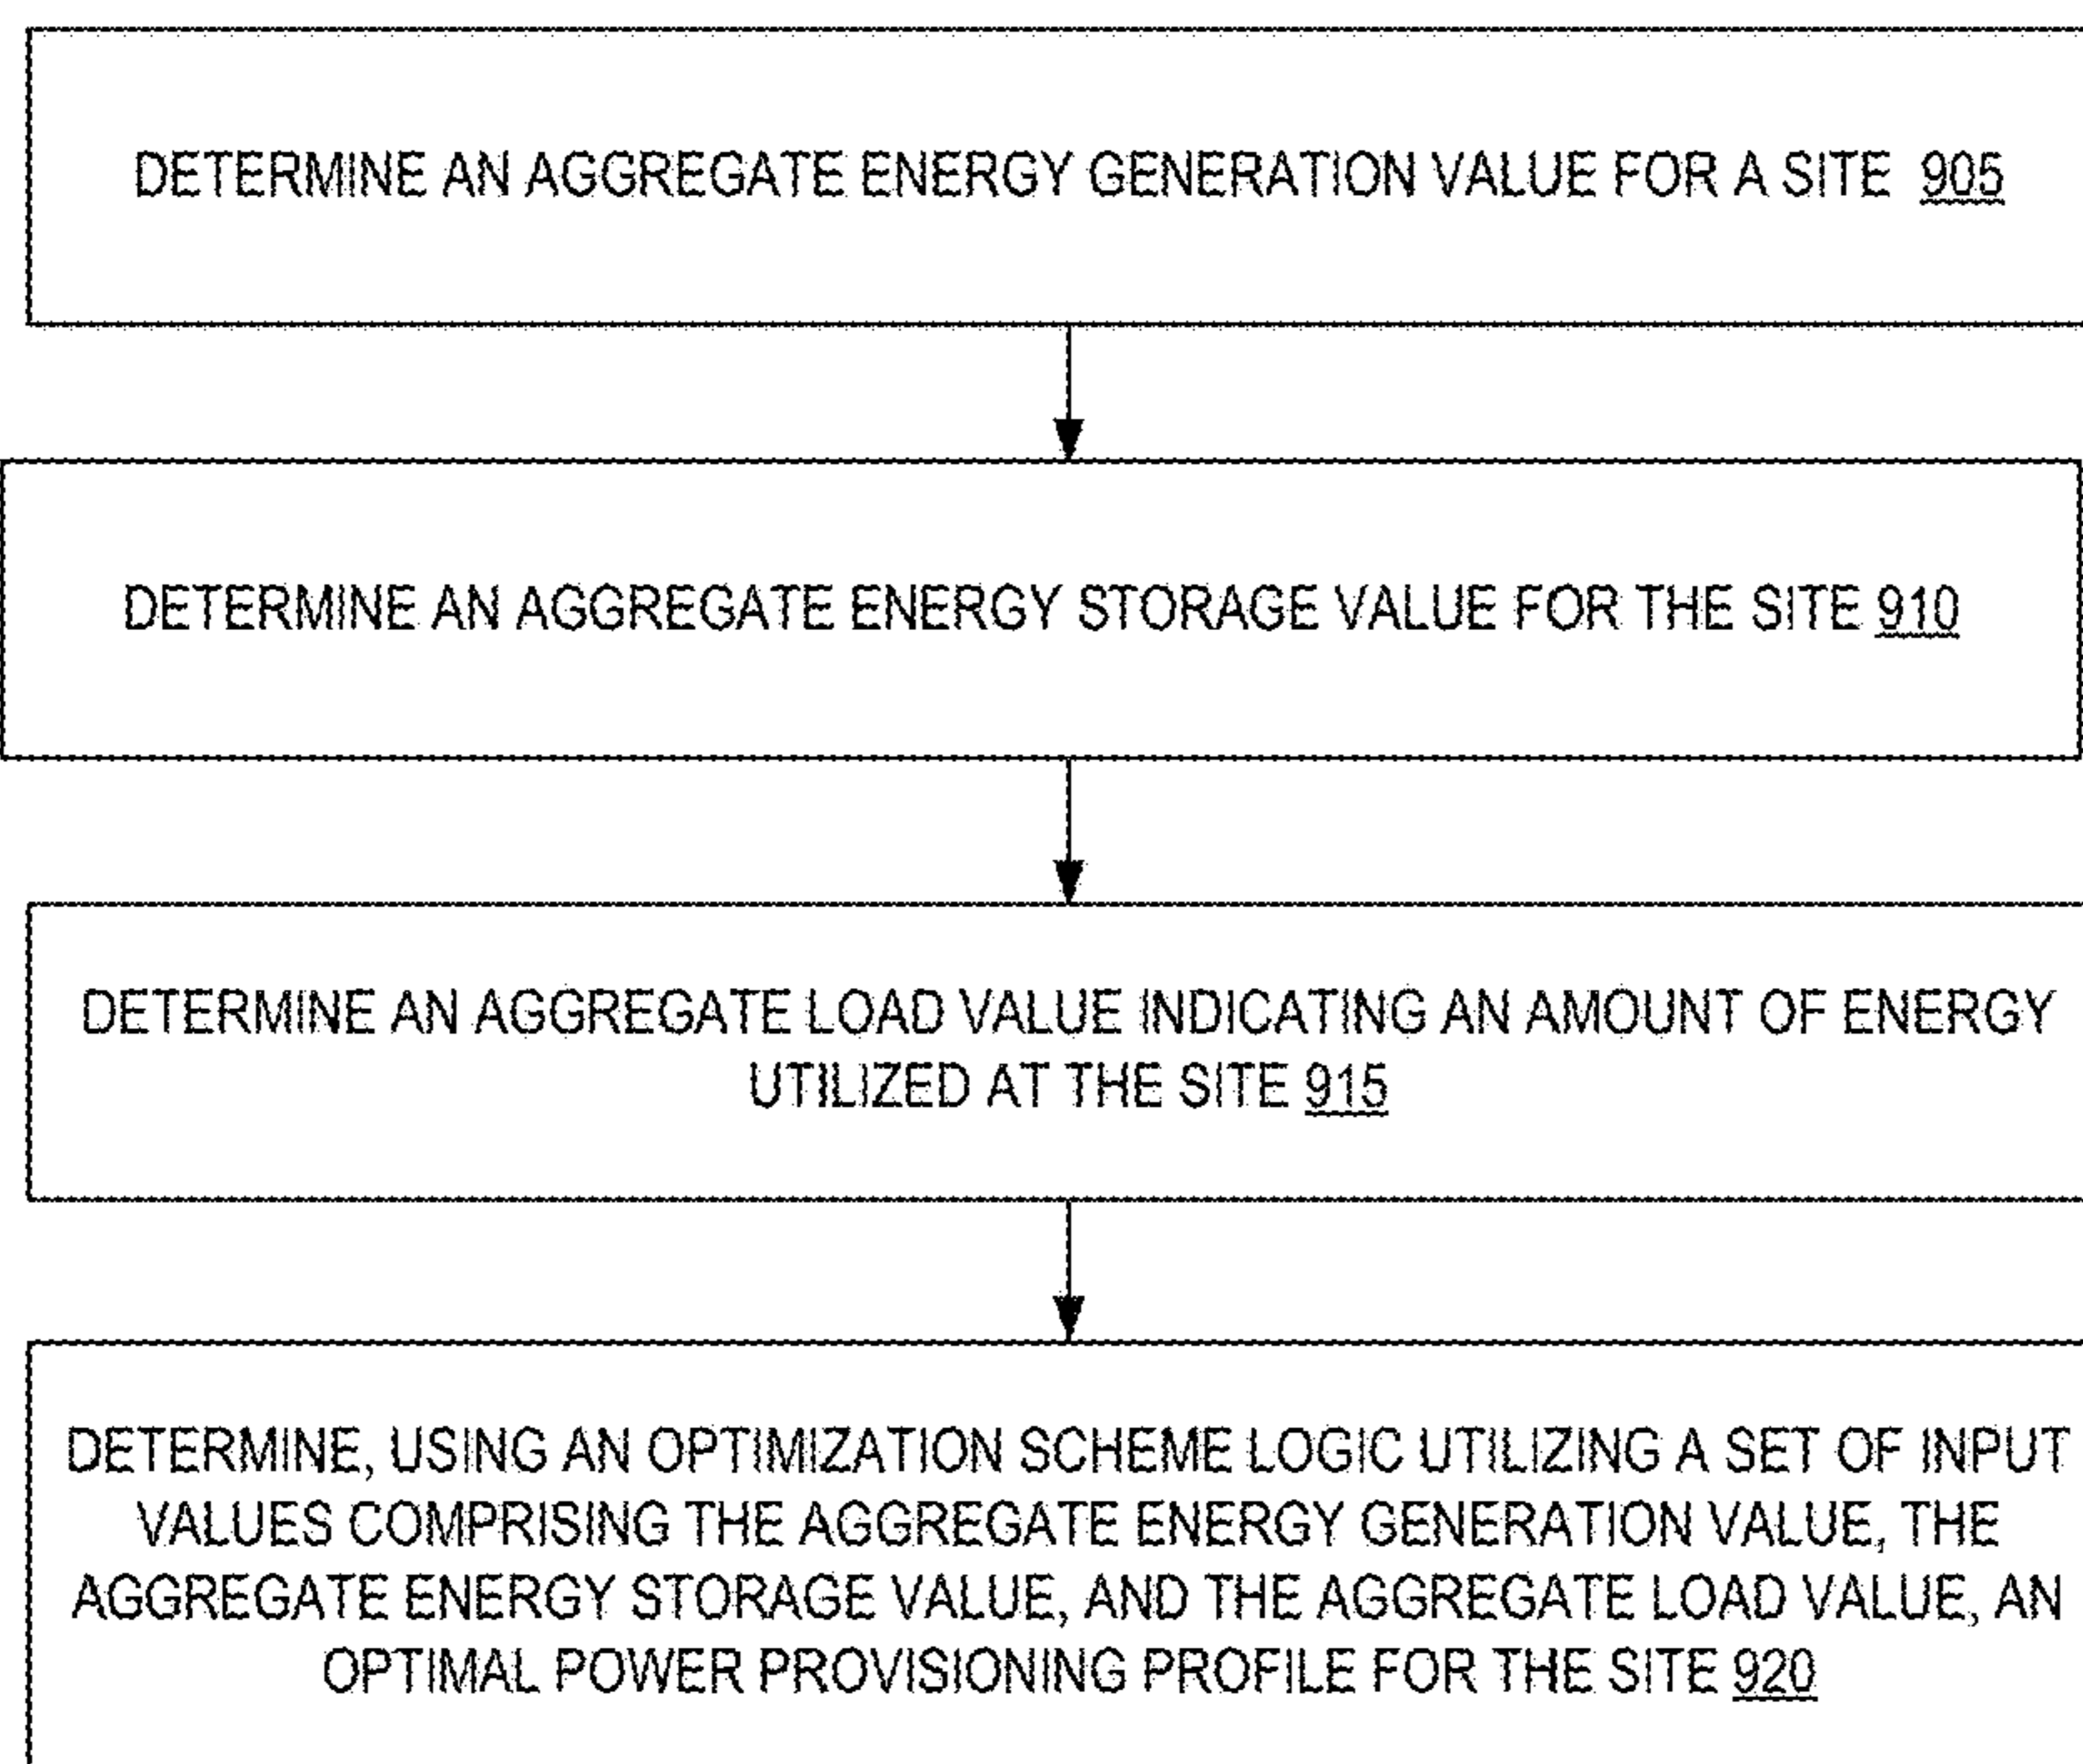 DETERMINE AN AGGREGATE ENERGY GENERATION VALUE FOR A SITE 905
DETERMINE AN AGGREGATE ENERGY STORAGE VALUE FOR THE SITE 910
DETERMINE AN AGGREGATE LOAD VALUE INDICATING AN AMOUNT OF ENERGY
UTILIZED AT THE SITE 915
DETERMINE, USING AN OPTIMIZATION SCHEME LOGIC UTILIZING A SET OF INPUT
VALUES COMPRISING THE AGGREGATE ENERGY GENERATION VALUE, THE
AGGREGATE ENERGY STORAGE VALUE, AND THE AGGREGATE LOAD VALUE, AN
OPTIMAL POWER PROVISIONING PROFILE FOR THE SITE 920